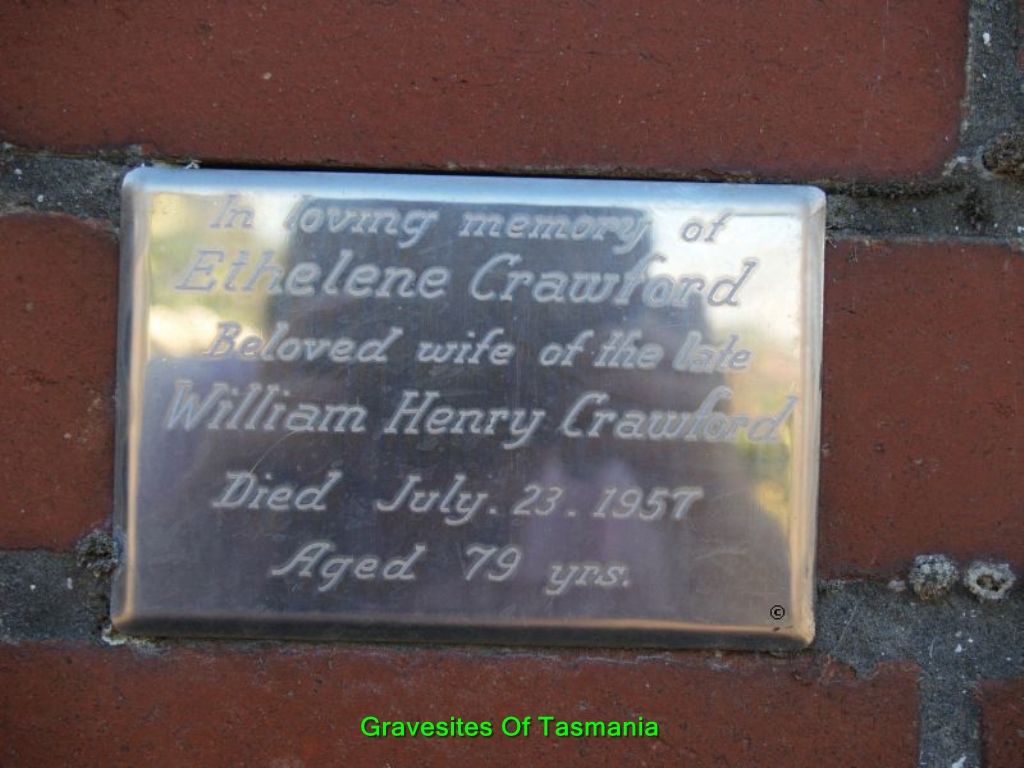 In loving memory of
Ethelene Crawford
Beloved wife of the late
William Henry Crawford
Died July. 23. 1957
Aged 79 yrs.
©
Gravesites Of Tasmania